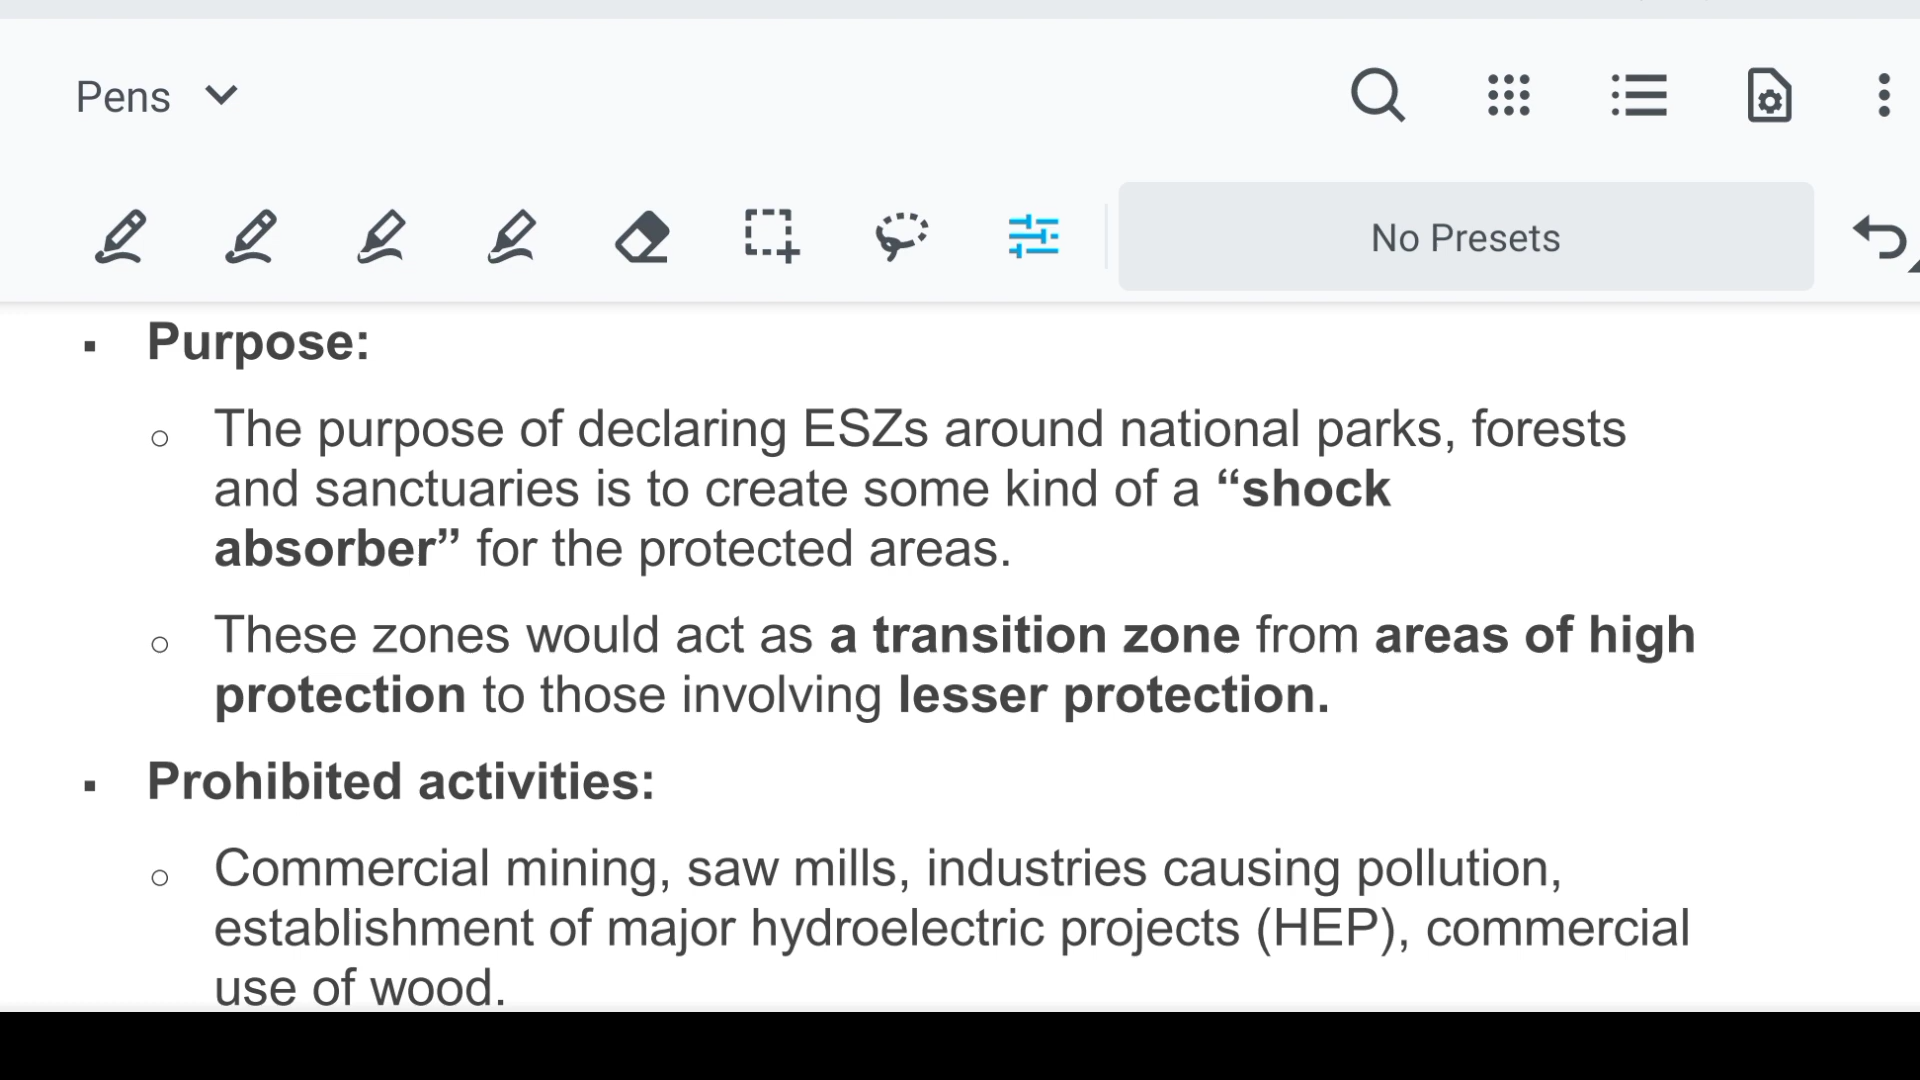 Pens
No Presets
▪ Purpose:
o The purpose of declaring ESZs around national parks, forests
and sanctuaries is to create some kind of a “shock
absorber” for the protected areas.
o These zones would act as a transition zone from areas of high
protection to those involving lesser protection.
▪ Prohibited activities:
o Commercial mining, saw mills, industries causing pollution,
establishment of major hydroelectric projects (HEP), commercial
use of wood.